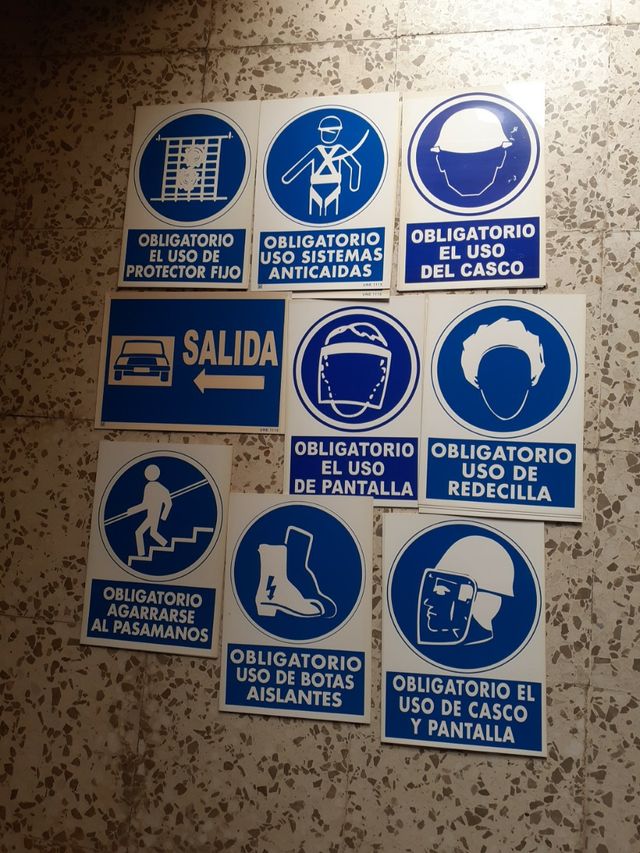 OBLIGATORIO
EL USO DE
PROTECTOR FIJO
OBLIGATORIO
USO SISTEMAS
ANTICAIDAS
OBLIGATORIO
EL USO
DEL CASCO
SALIDA
OBLIGATORIO
EL USO
DE PANTALLA
OBLIGATORIO
USO DE
REDECILLA
OBLIGATORIO
AGARRARSE
AL PASAMANOS
OBLIGATORIO
USO DE BOTAS
AISLANTES
OBLIGATORIO EL
USO DE CASCO
Y PANTALLA